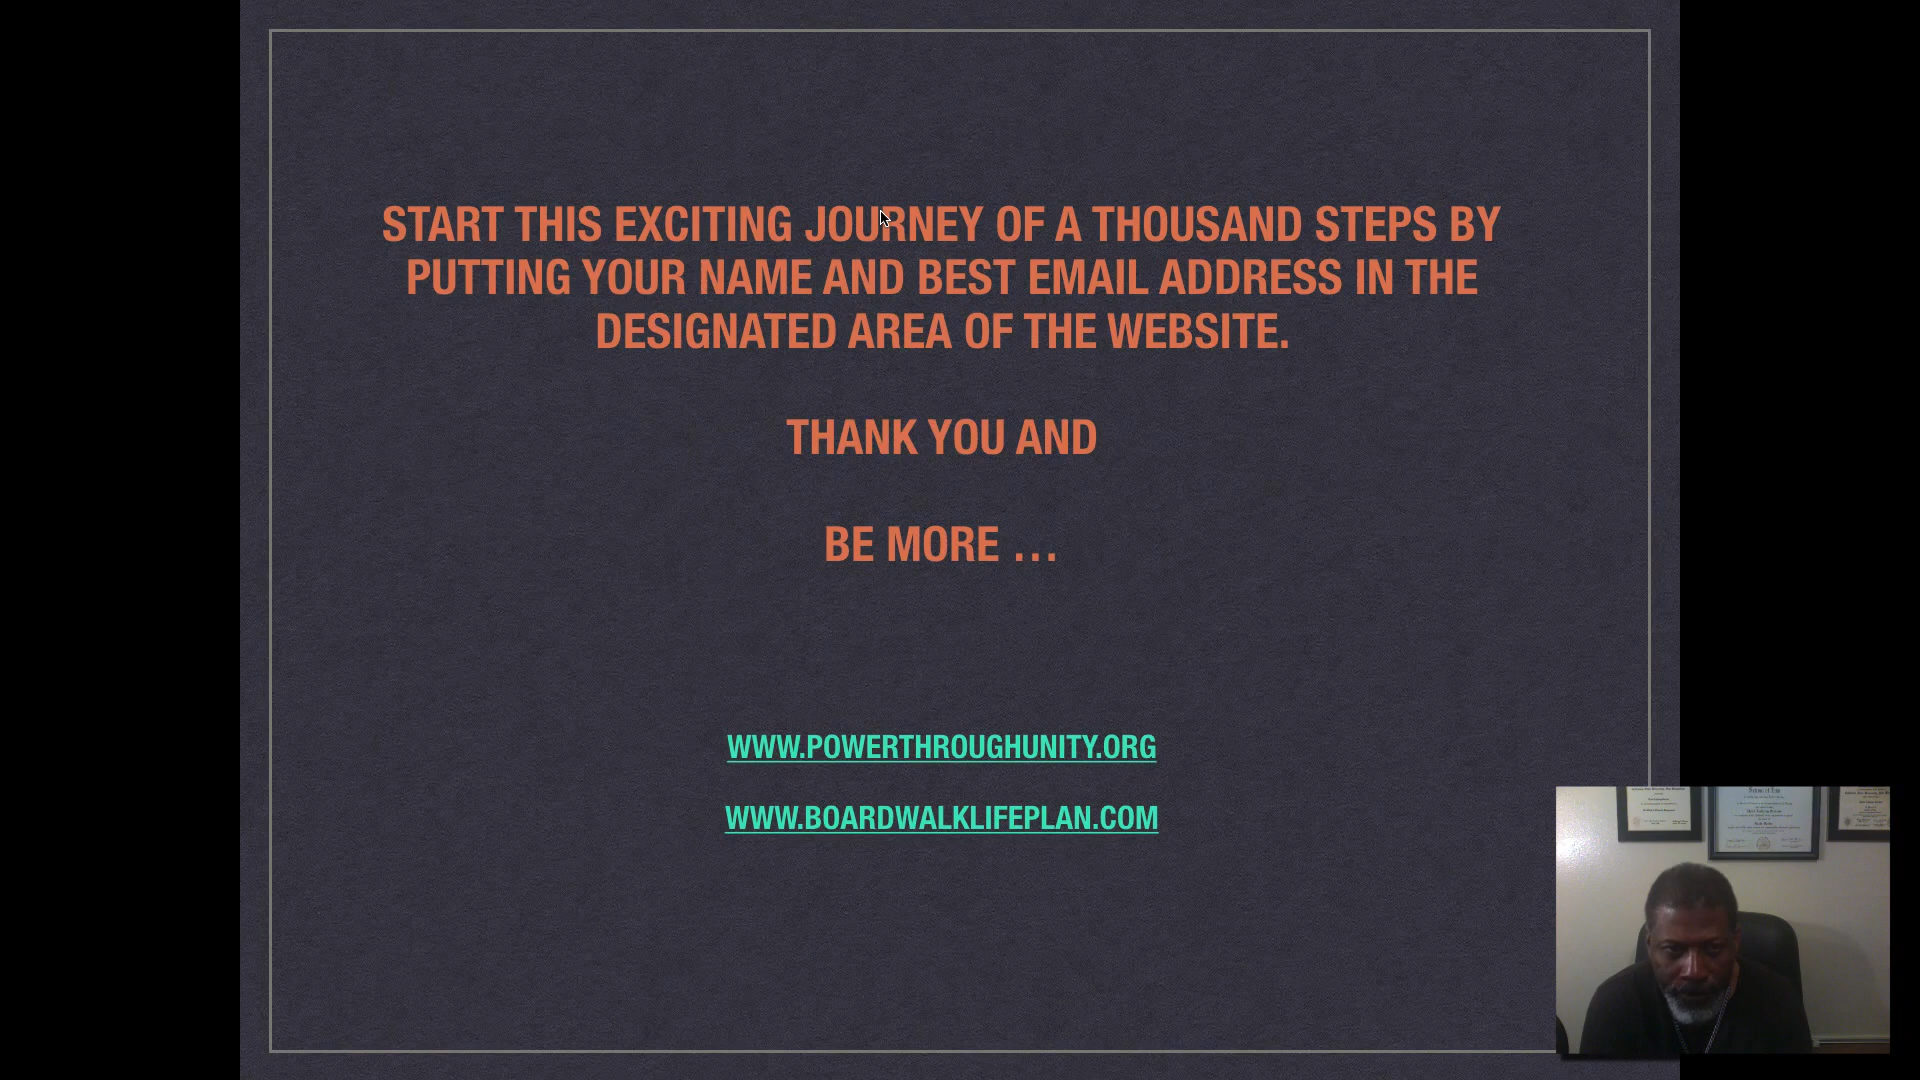 START THIS EXCITING JOURNEY OF A THOUSAND STEPS BY
PUTTING YOUR NAME AND BEST EMAIL ADDRESS IN THE
DESIGNATED AREA OF THE WEBSITE.
THANK YOU AND
BE MORE …
WWW.POWERTHROUGHUNITY.ORG
WWW.BOARDWALKLIFEPLAN.COM